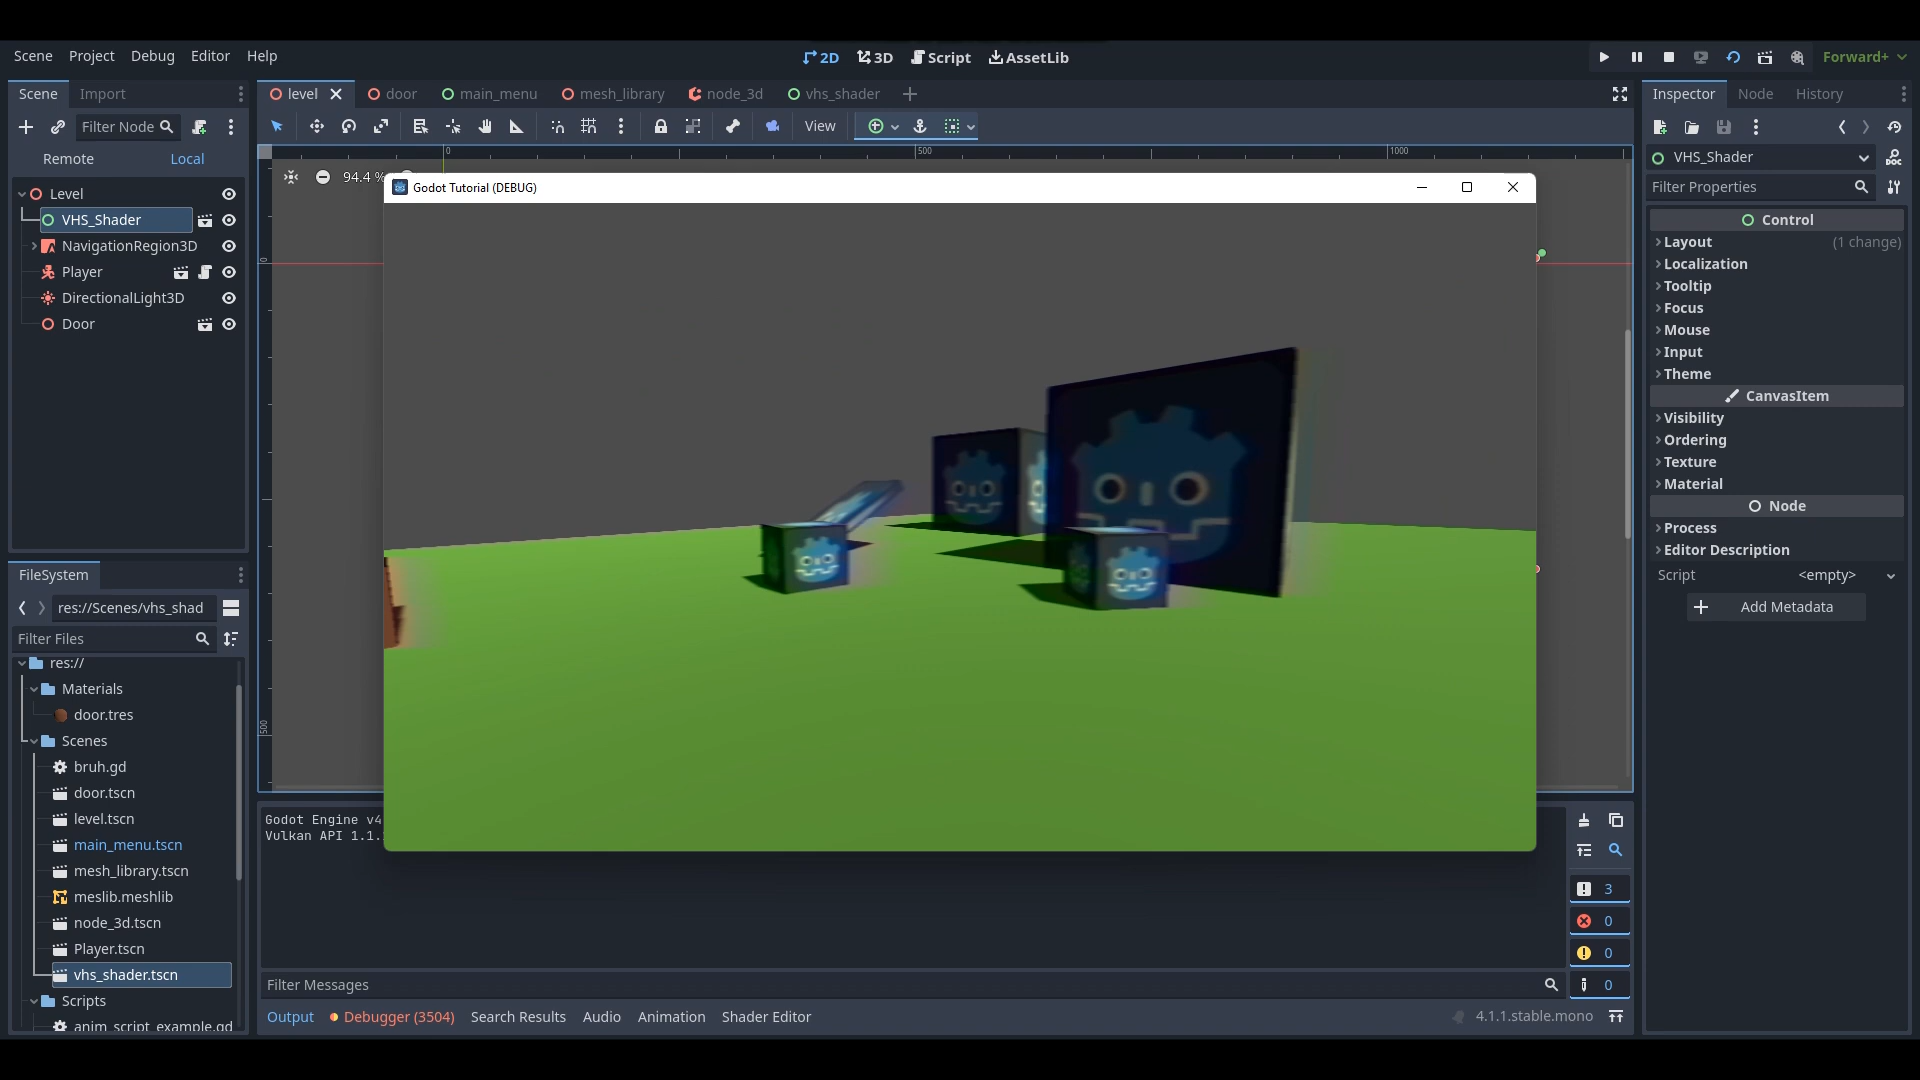 Scene Project Debug Editor Help
2D 3D Script AssetLib
Forward+
Scene Import
level door main_menu mesh_library node_3d vhs_shader
Inspector Node History
Filter Node
View
Remote Local
0 500 1000
VHS_Shader
94.4 %
Godot Tutorial (DEBUG)
Filter Properties
Level
VHS_Shader
NavigationRegion3D
Player
DirectionalLight3D
Door
0
500
Control
Layout (1 change)
Localization
Tooltip
Focus
Mouse
Input
Theme
CanvasItem
Visibility
Ordering
Texture
Material
Node
Process
Editor Description
Script <empty>
Add Metadata
FileSystem
res://Scenes/vhs_shad
Filter Files
res://
Materials
door.tres
Scenes
bruh.gd
door.tscn
level.tscn
main_menu.tscn
mesh_library.tscn
meslib.meshlib
node_3d.tscn
Player.tscn
vhs_shader.tscn
Scripts
anim_script_example.gd
Godot Engine v4
Vulkan API 1.1.
3
0
0
0
Filter Messages
Output Debugger (3504) Search Results Audio Animation Shader Editor
4.1.1.stable.mono